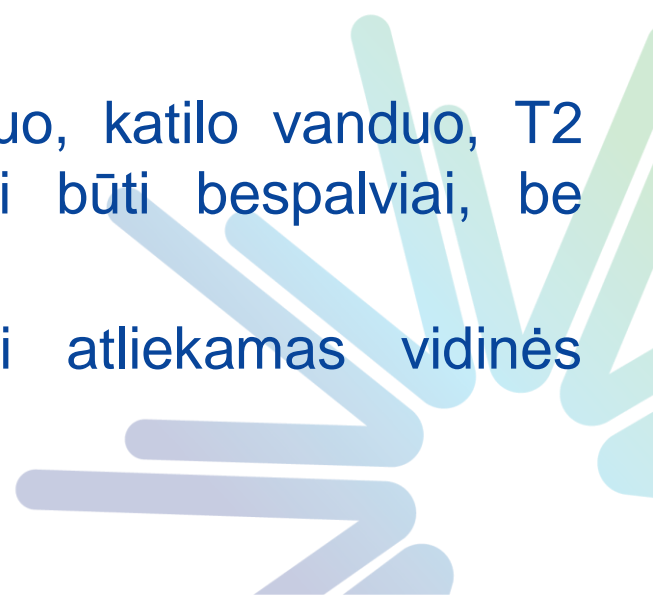 uo, katilo vanduo, T2
i būti bespalviai, be
i atliekamas vidinės